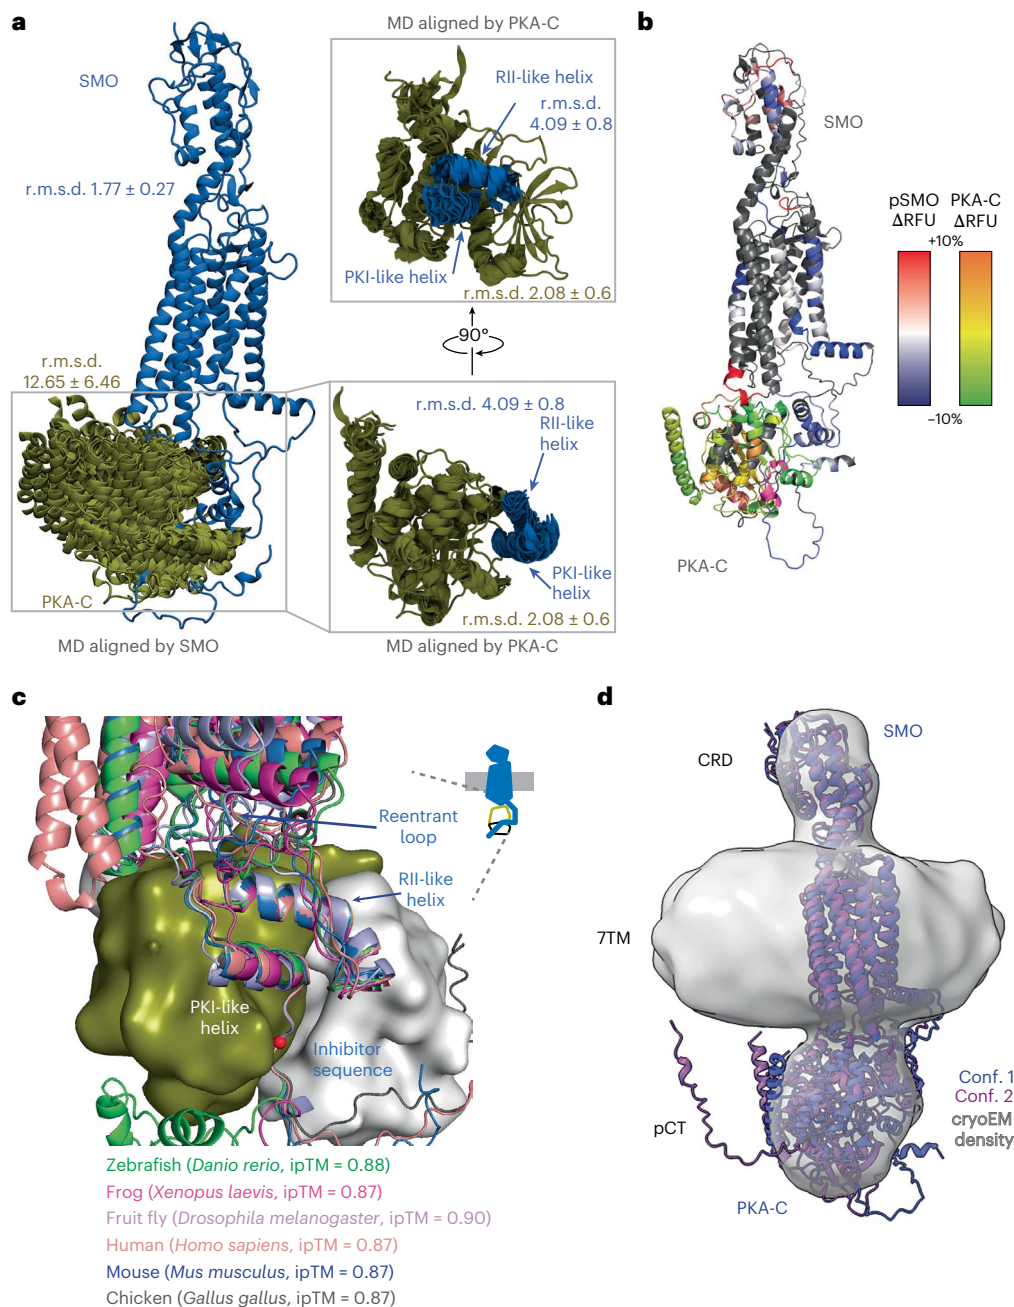 a
SMO
r.m.s.d. 1.77 ± 0.27
r.m.s.d.
12.65 ± 6.46
PKA-C
MD aligned by SMO
MD aligned by PKA-C
RII-like helix
r.m.s.d.
4.09 ± 0.8
PKI-like helix
r.m.s.d. 2.08 ± 0.6
90°
r.m.s.d. 4.09 ± 0.8
RII-like
helix
PKI-like
helix
r.m.s.d. 2.08 ± 0.6
MD aligned by PKA-C
b
SMO
PKA-C
pSMO
ΔRFU
PKA-C
ΔRFU
+10%
−10%
c
Reentrant
loop
RII-like
helix
PKI-like
helix
Inhibitor
sequence
Zebrafish (Danio rerio, ipTM = 0.88)
Frog (Xenopus laevis, ipTM = 0.87)
Fruit fly (Drosophila melanogaster, ipTM = 0.90)
Human (Homo sapiens, ipTM = 0.87)
Mouse (Mus musculus, ipTM = 0.87)
Chicken (Gallus gallus, ipTM = 0.87)
d
SMO
CRD
7TM
pCT
PKA-C
Conf. 1
Conf. 2
cryoEM
density